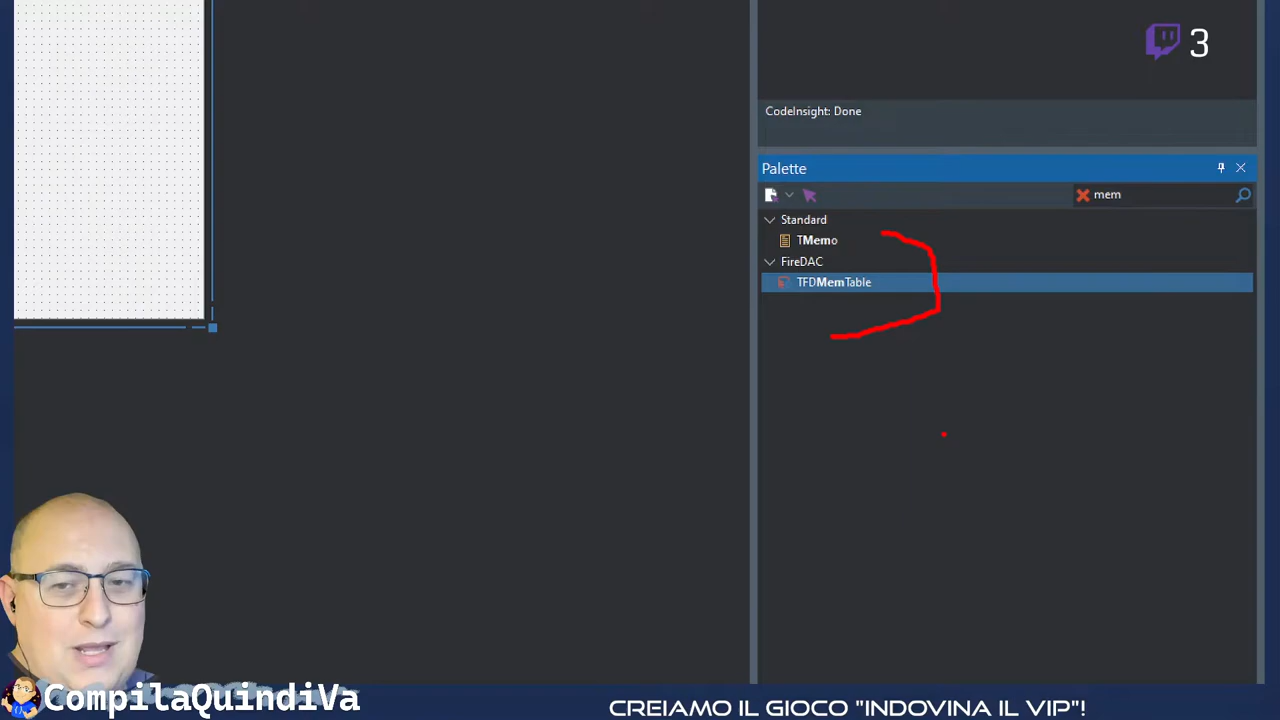 3
CodeInsight: Done
Palette
mem
Standard
TMemo
FireDAC
TFDMemTable
CompilaQuindiVa
CREIAMO IL GIOCO "INDOVINA IL VIP"!